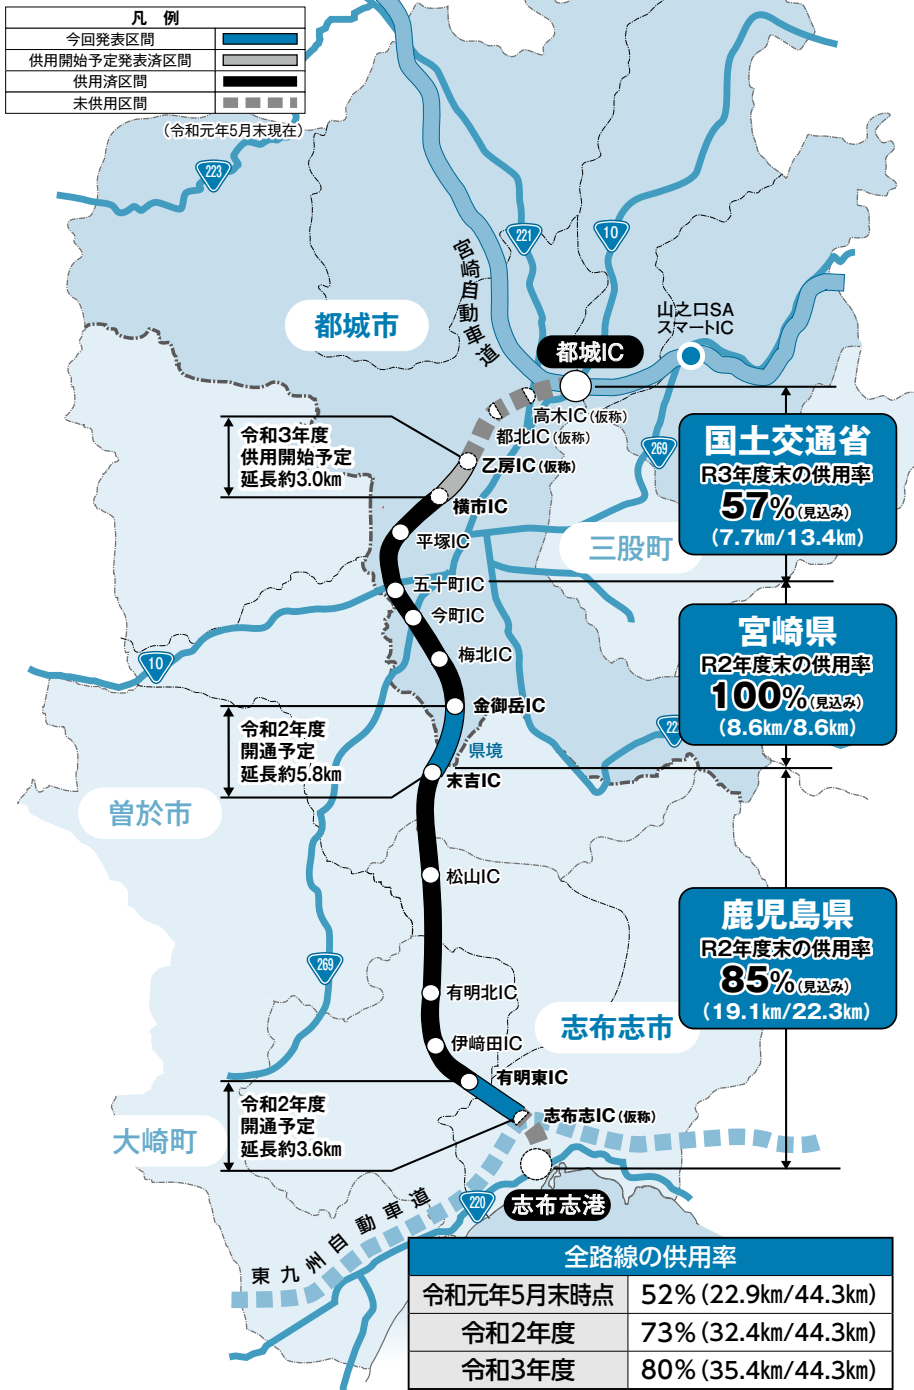 凡 例
今回発表区間
供用開始予定発表済区間
供用済区間
未供用区間
(令和元年5月末現在)
223
221
10
宮崎自動車道
山之口SA
スマートIC
都城市
都城IC
高木IC(仮称)
都北IC(仮称)
乙房IC(仮称)
令和3年度
供用開始予定
延長約3.0km
横市IC
平塚IC
269
三股町
五十町IC
今町IC
梅北IC
10
金御岳IC
令和2年度
開通予定
延長約5.8km
県境
末吉IC
曽於市
松山IC
269
有明北IC
志布志市
伊﨑田IC
有明東IC
令和2年度
開通予定
延長約3.6km
志布志IC(仮称)
大崎町
220
志布志港
東九州自動車道
国土交通省
R3年度末の供用率
57%(見込み)
(7.7km/13.4km)
宮崎県
R2年度末の供用率
100%(見込み)
(8.6km/8.6km)
鹿児島県
R2年度末の供用率
85%(見込み)
(19.1km/22.3km)
全路線の供用率
令和元年5月末時点 52%(22.9km/44.3km)
令和2年度 73%(32.4km/44.3km)
令和3年度 80%(35.4km/44.3km)